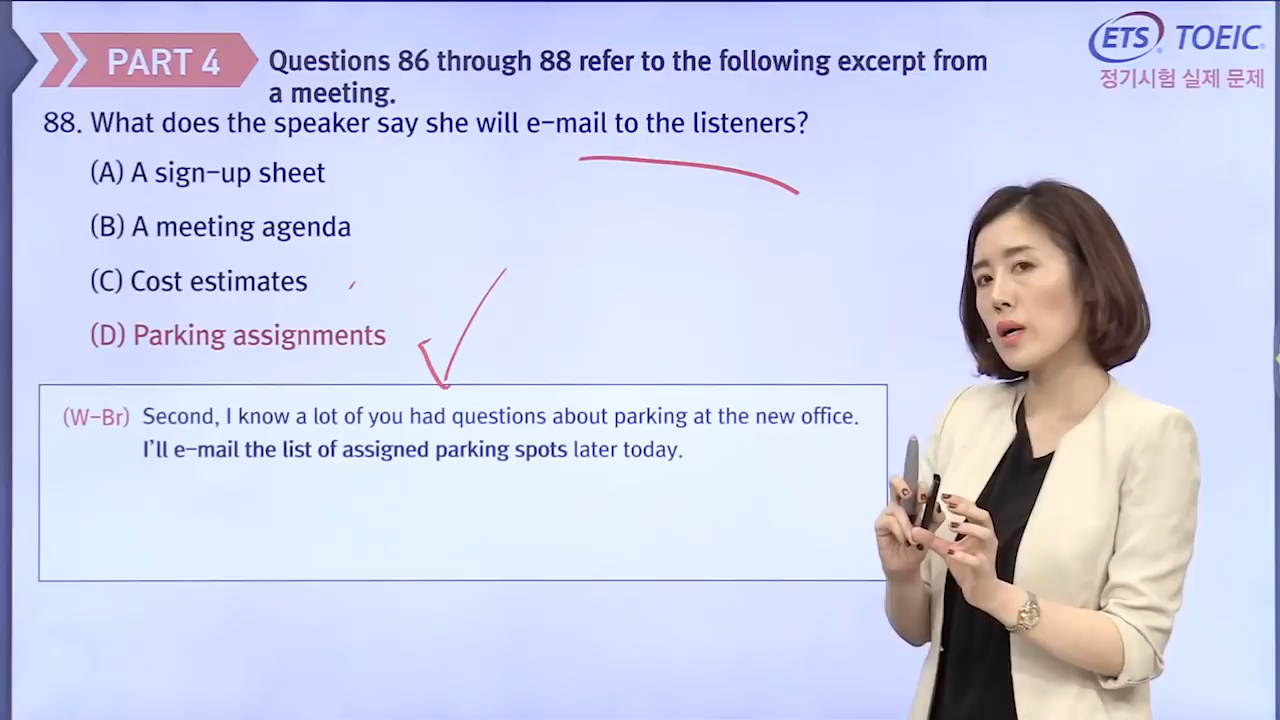 PART 4
Questions 86 through 88 refer to the following excerpt from
a meeting.
ETS TOEIC
정기시험 실제 문제
88. What does the speaker say she will e-mail to the listeners?
(A) A sign-up sheet
(B) A meeting agenda
(C) Cost estimates
(D) Parking assignments
(W-Br) Second, I know a lot of you had questions about parking at the new office.
I'll e-mail the list of assigned parking spots later today.